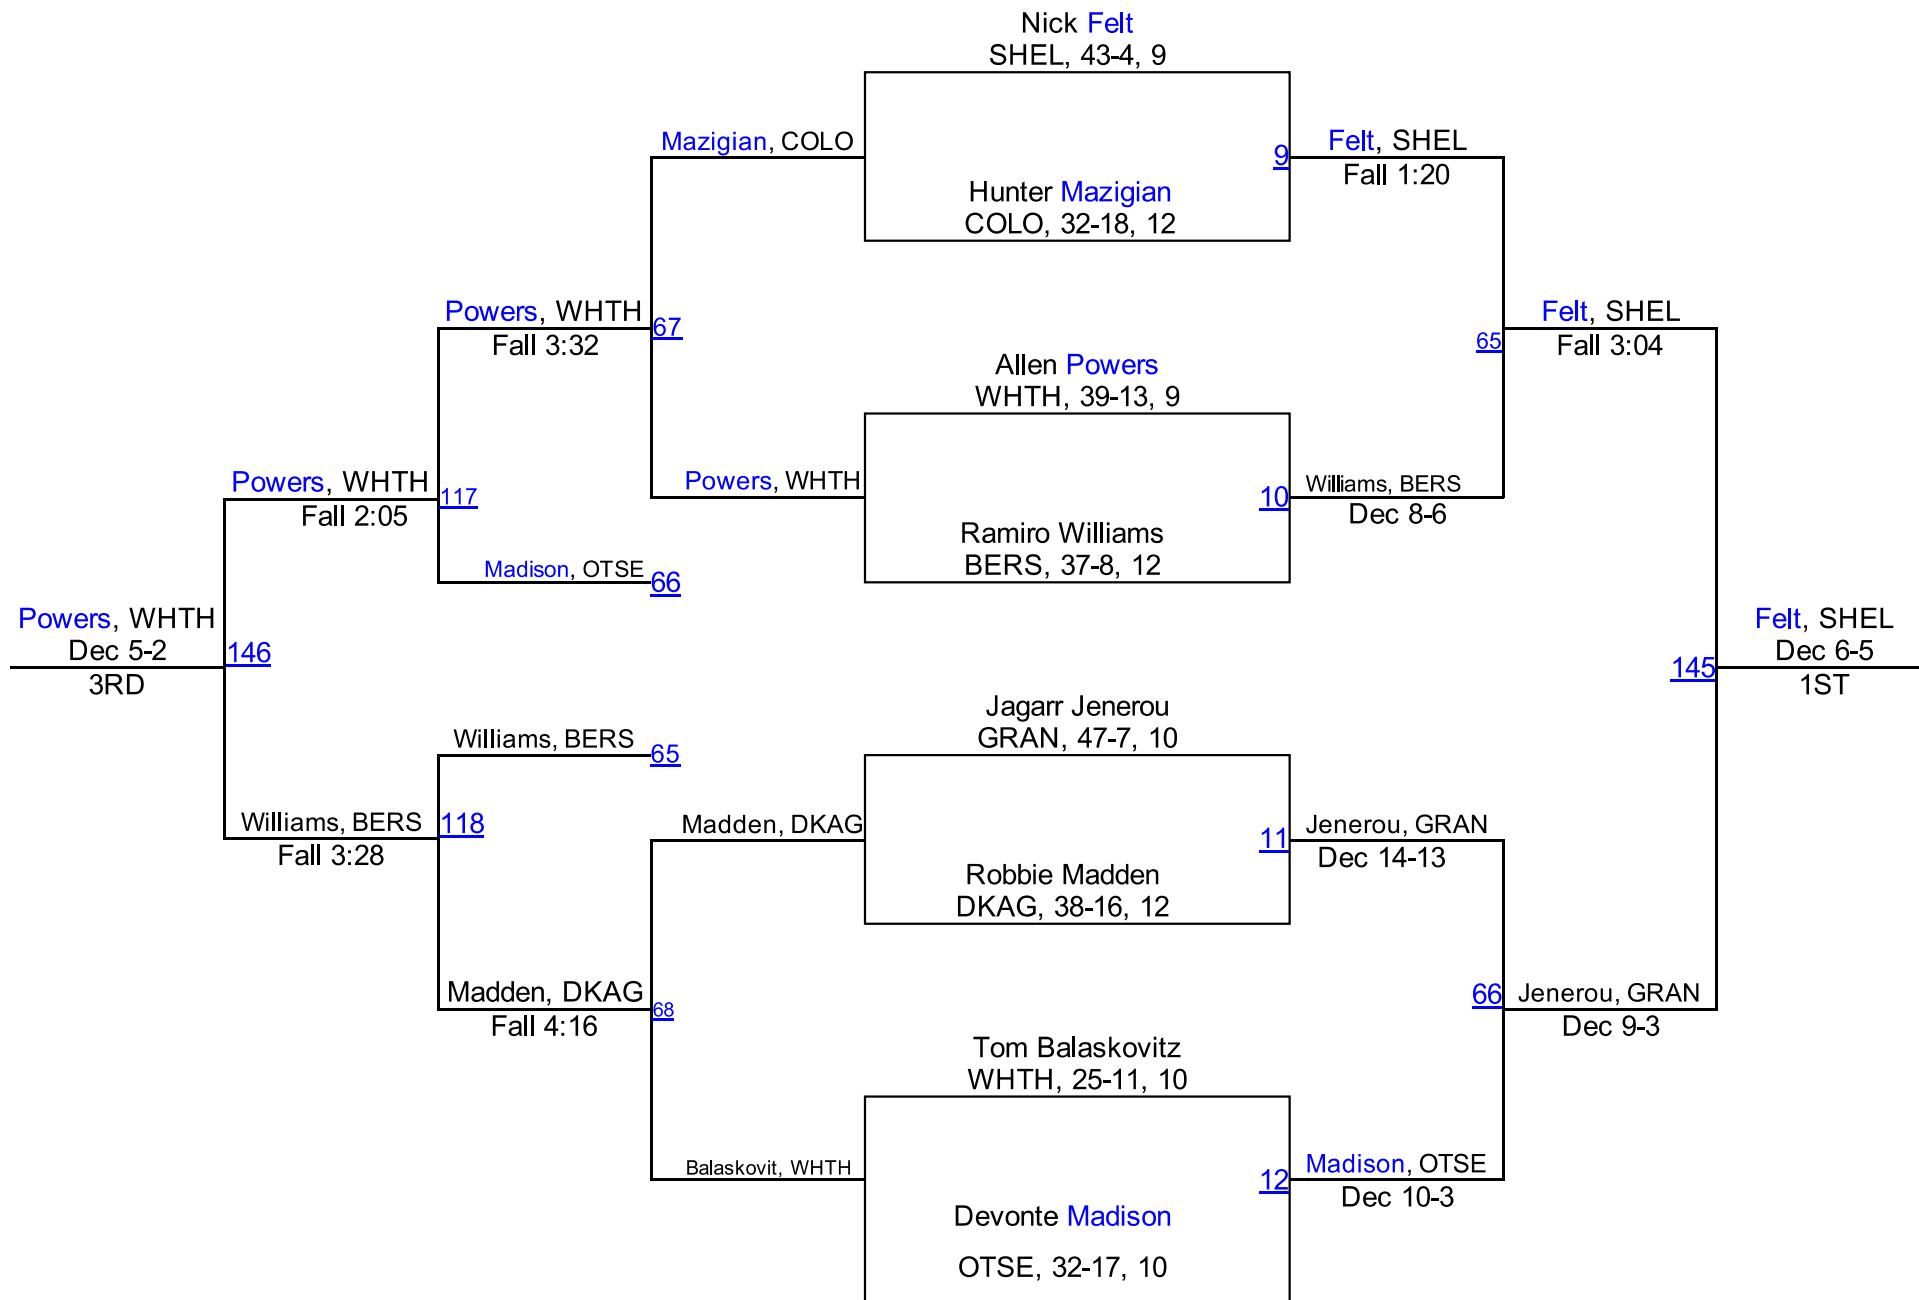 Nick Felt
SHEL, 43-4, 9
Mazigian, COLO
9
Felt, SHEL
Fall 1:20
Hunter Mazigian
COLO, 32-18, 12
Powers, WHTH
Fall 3:32
67
Felt, SHEL
Fall 3:04
65
Allen Powers
WHTH, 39-13, 9
Powers, WHTH
Fall 2:05
117
Powers, WHTH
10
Williams, BERS
Dec 8-6
Ramiro Williams
BERS, 37-8, 12
Madison, OTSE
66
Powers, WHTH
Dec 5-2
3RD
146
Felt, SHEL
Dec 6-5
1ST
145
Jagarr Jenerou
GRAN, 47-7, 10
Williams, BERS
65
Williams, BERS
Fall 3:28
118
Madden, DKAG
11
Jenerou, GRAN
Dec 14-13
Robbie Madden
DKAG, 38-16, 12
Madden, DKAG
Fall 4:16
68
66
Jenerou, GRAN
Dec 9-3
Tom Balaskovitz
WHTH, 25-11, 10
Balaskovit, WHTH
12
Madison, OTSE
Dec 10-3
Devonte Madison
OTSE, 32-17, 10